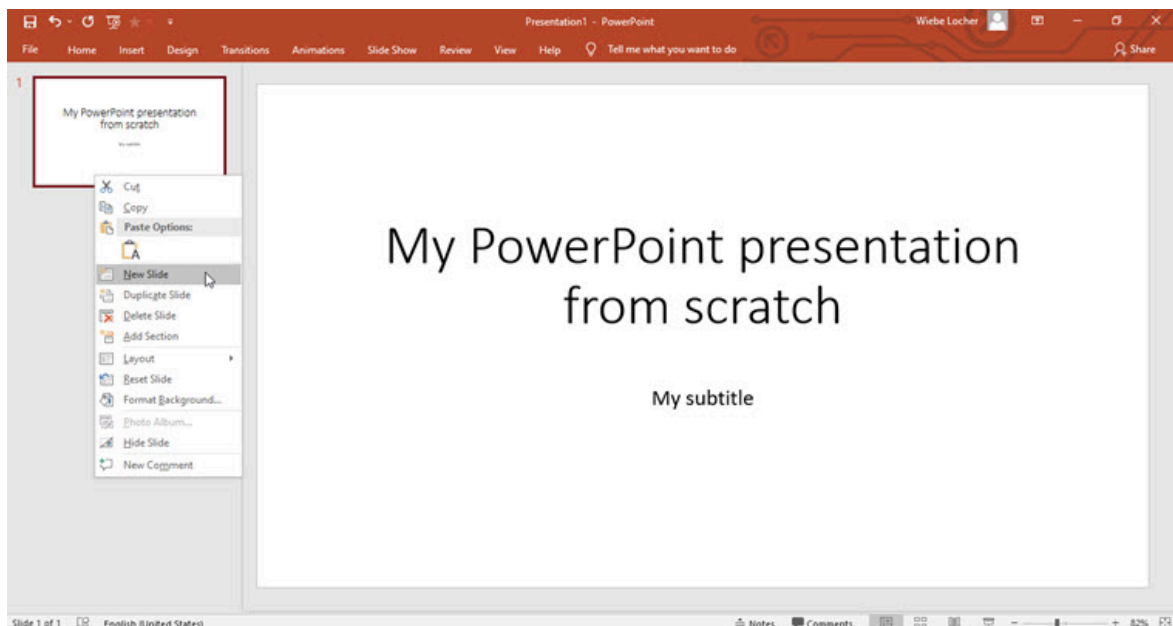 Presentation1 - PowerPoint
Wiebe Locher
File Home Insert Design Transitions Animations Slide Show Review View Help Tell me what you want to do
Share
1
My PowerPoint presentation
from scratch
My subtitle
Cut
Copy
Paste Options:
A
New Slide
Duplicate Slide
Delete Slide
Add Section
Layout
Reset Slide
Format Background...
Photo Album...
Hide Slide
New Comment
My PowerPoint presentation
from scratch
My subtitle
Slide 1 of 1 English (United States)
Notes Comments 82%